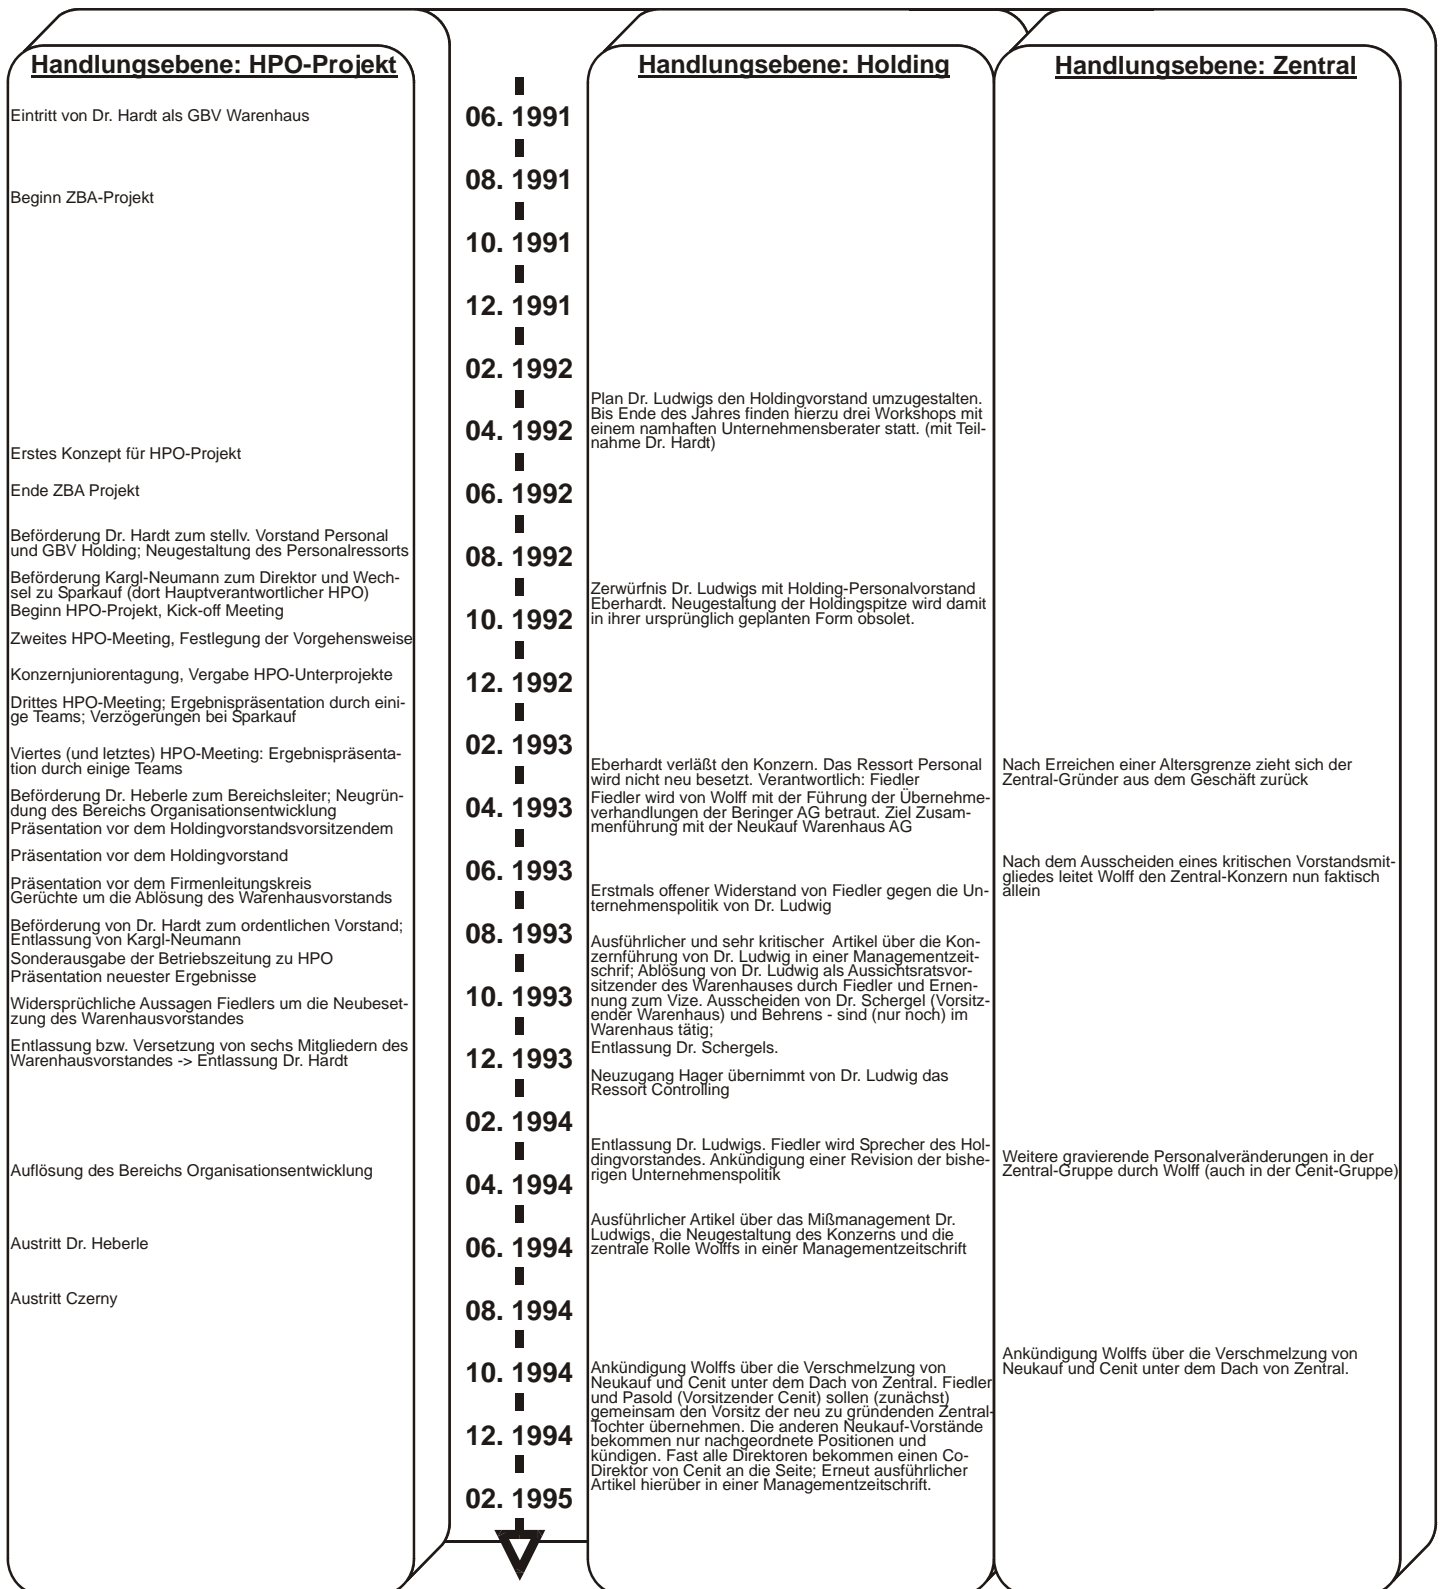 Handlungsebene: HPO-Projekt
Eintritt von Dr. Hardt als GBV Warenhaus
Beginn ZBA-Projekt
Erstes Konzept für HPO-Projekt
Ende ZBA Projekt
Beförderung Dr. Hardt zum stellv. Vorstand Personal
und GBV Holding; Neugestaltung des Personalressorts
Beförderung Kargl-Neumann zum Direktor und Wech-
sel zu Sparkauf (dort Hauptverantwortlicher HPO)
Beginn HPO-Projekt, Kick-off Meeting
Zweites HPO-Meeting, Festlegung der Vorgehensweise
Konzernjuniorentagung, Vergabe HPO-Unterprojekte
Drittes HPO-Meeting; Ergebnispräsentation durch eini-
ge Teams; Verzögerungen bei Sparkauf
Viertes (und letztes) HPO-Meeting: Ergebnispräsenta-
tion durch einige Teams
Beförderung Dr. Heberle zum Bereichsleiter; Neugrün-
dung des Bereichs Organisationsentwicklung
Präsentation vor dem Holdingvorstandsvorsitzendem
Präsentation vor dem Holdingvorstand
Präsentation vor dem Firmenleitungskreis
Gerüchte um die Ablösung des Warenhausvorstands
Beförderung von Dr. Hardt zum ordentlichen Vorstand;
Entlassung von Kargl-Neumann
Sonderausgabe der Betriebszeitung zu HPO
Präsentation neuester Ergebnisse
Widersprüchliche Aussagen Fiedlers um die Neubeset-
zung des Warenhausvorstandes
Entlassung bzw. Versetzung von sechs Mitgliedern des
Warenhausvorstandes -> Entlassung Dr. Hardt
Auflösung des Bereichs Organisationsentwicklung
Austritt Dr. Heberle
Austritt Czerny
06. 1991
08. 1991
10. 1991
12. 1991
02. 1992
04. 1992
06. 1992
08. 1992
10. 1992
12. 1992
02. 1993
04. 1993
06. 1993
08. 1993
10. 1993
12. 1993
02. 1994
04. 1994
06. 1994
08. 1994
10. 1994
12. 1994
02. 1995
Handlungsebene: Holding
Plan Dr. Ludwigs den Holdingvorstand umzugestalten.
Bis Ende des Jahres finden hierzu drei Workshops mit
einem namhaften Unternehmensberater statt. (mit Teil-
nahme Dr. Hardt)
Zerwürfnis Dr. Ludwigs mit Holding-Personalvorstand
Eberhardt. Neugestaltung der Holdingspitze wird damit
in ihrer ursprünglich geplanten Form obsolet.
Eberhardt verläßt den Konzern. Das Ressort Personal
wird nicht neu besetzt. Verantwortlich: Fiedler
Fiedler wird von Wolff mit der Führung der Übernehme-
verhandlungen der Beringer AG betraut. Ziel Zusam-
menführung mit der Neukauf Warenhaus AG
Erstmals offener Widerstand von Fiedler gegen die Un-
ternehmenspolitik von Dr. Ludwig
Ausführlicher und sehr kritischer Artikel über die Kon-
zernführung von Dr. Ludwig in einer Managementzeit-
schrif; Ablösung von Dr. Ludwig als Aussichtsratsvor-
sitzender des Warenhauses durch Fiedler und Ernen-
nung zum Vize. Ausscheiden von Dr. Schergel (Vorsitz-
ender Warenhaus) und Behrens - sind (nur noch) im
Warenhaus tätig;
Entlassung Dr. Schergels.
Neuzugang Hager übernimmt von Dr. Ludwig das
Ressort Controlling
Entlassung Dr. Ludwigs. Fiedler wird Sprecher des Hol-
dingvorstandes. Ankündigung einer Revision der bishe-
rigen Unternehmenspolitik
Ausführlicher Artikel über das Mißmanagement Dr.
Ludwigs, die Neugestaltung des Konzerns und die
zentrale Rolle Wolffs in einer Managementzeitschrift
Ankündigung Wolffs über die Verschmelzung von
Neukauf und Cenit unter dem Dach von Zentral. Fiedler
und Pasold (Vorsitzender Cenit) sollen (zunächst)
gemeinsam den Vorsitz der neu zu gründenden Zentral-
Tochter übernehmen. Die anderen Neukauf-Vorstände
bekommen nur nachgeordnete Positionen und
kündigen. Fast alle Direktoren bekommen einen Co-
Direktor von Cenit an die Seite; Erneut ausführlicher
Artikel hierüber in einer Managementzeitschrift.
Handlungsebene: Zentral
Nach Erreichen einer Altersgrenze zieht sich der
Zentral-Gründer aus dem Geschäft zurück
Nach dem Ausscheiden eines kritischen Vorstandsmit-
gliedes leitet Wolff den Zentral-Konzern nun faktisch
allein
Weitere gravierende Personalveränderungen in der
Zentral-Gruppe durch Wolff (auch in der Cenit-Gruppe)
Ankündigung Wolffs über die Verschmelzung von
Neukauf und Cenit unter dem Dach von Zentral.